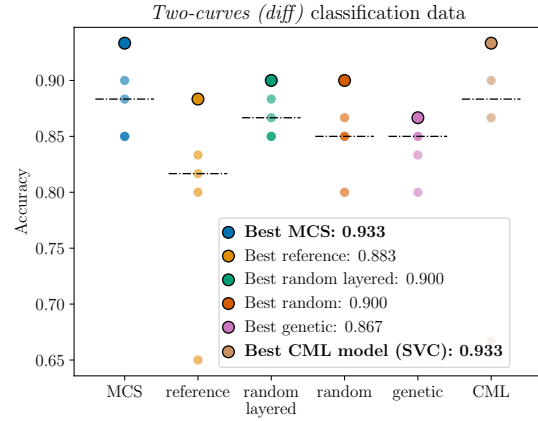 Two-curves (diff) classification data
Accuracy
0.90
0.85
0.80
0.75
0.70
0.65
Best MCS: 0.933
Best reference: 0.883
Best random layered: 0.900
Best random: 0.900
Best genetic: 0.867
Best CML model (SVC): 0.933
MCS reference random random genetic CML
layered